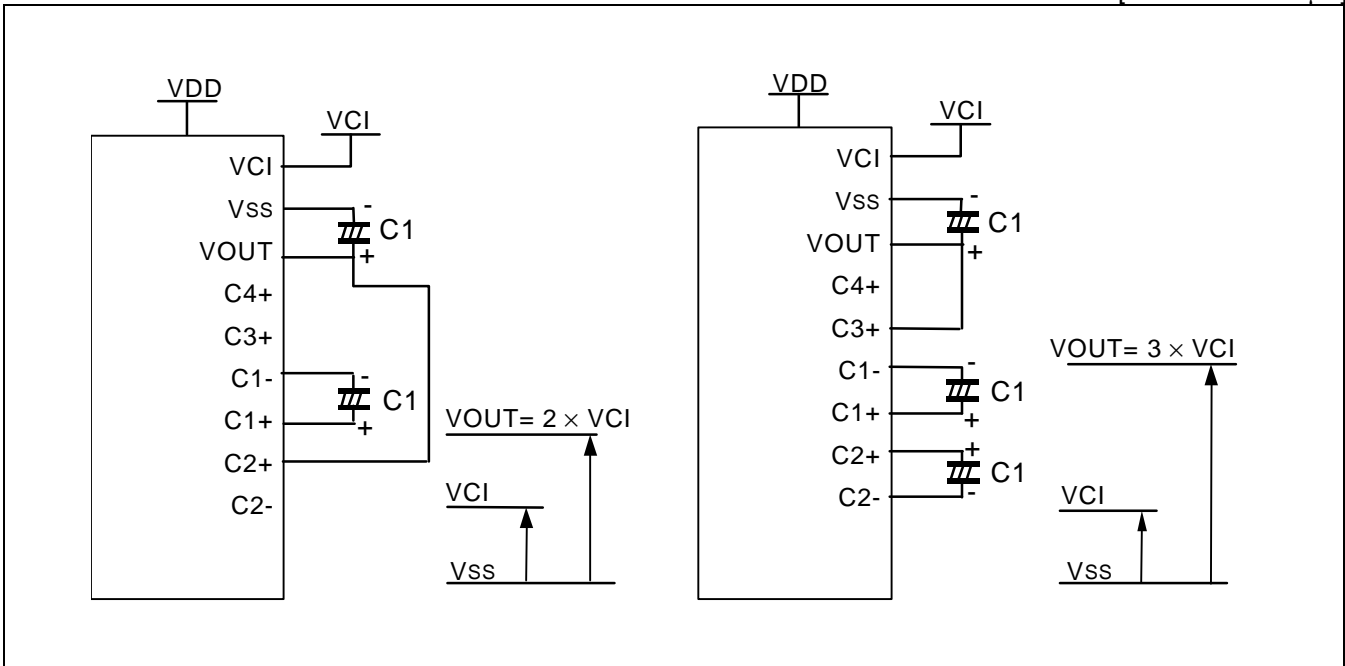 VDD
VCI
VCI
VSS
VOUT
C4+
C3+
C1-
C1+
C2+
C2-
-
C1
+
-
C1
+
VOUT= 2 × VCI
VCI
VSS
VDD
VCI
VCI
VSS
VOUT
C4+
C3+
C1-
C1+
C2+
C2-
-
C1
+
-
C1
+
+
C1
-
VOUT= 3 × VCI
VCI
VSS